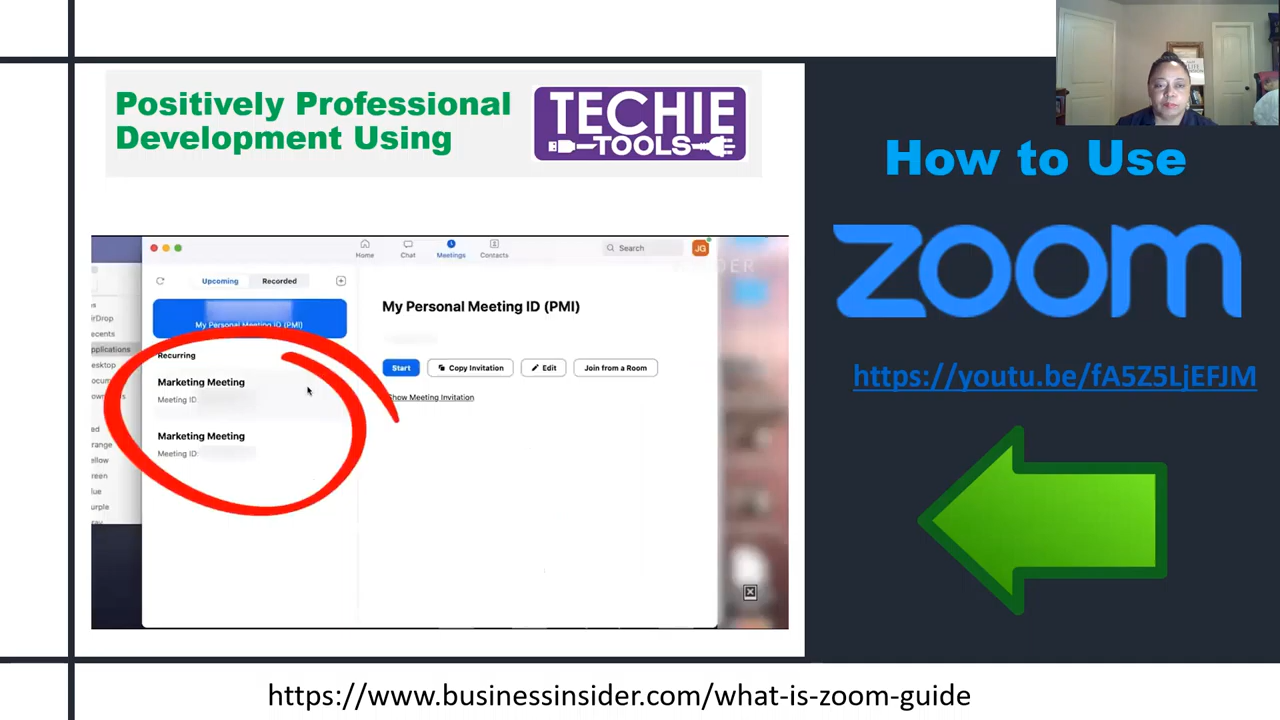 Positively Professional
Development Using
TECHIE
TOOLS
How to Use
zoom
https://youtu.be/fA5Z5LjEFJM
Home
Chat
Meetings
Contacts
Search
JG
Upcoming
Recorded
My Personal Meeting ID (PMI)
Recurring
Marketing Meeting
Meeting ID:
Marketing Meeting
Meeting ID:
My Personal Meeting ID (PMI)
Start
Copy Invitation
Edit
Join from a Room
Show Meeting Invitation
https://www.businessinsider.com/what-is-zoom-guide